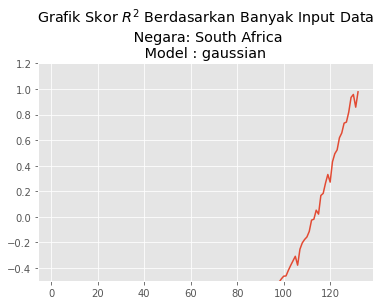 Grafik Skor R² Berdasarkan Banyak Input Data
Negara: South Africa
Model : gaussian
1.2
1.0
0.8
0.6
0.4
0.2
0.0
−0.2
−0.4
0 20 40 60 80 100 120